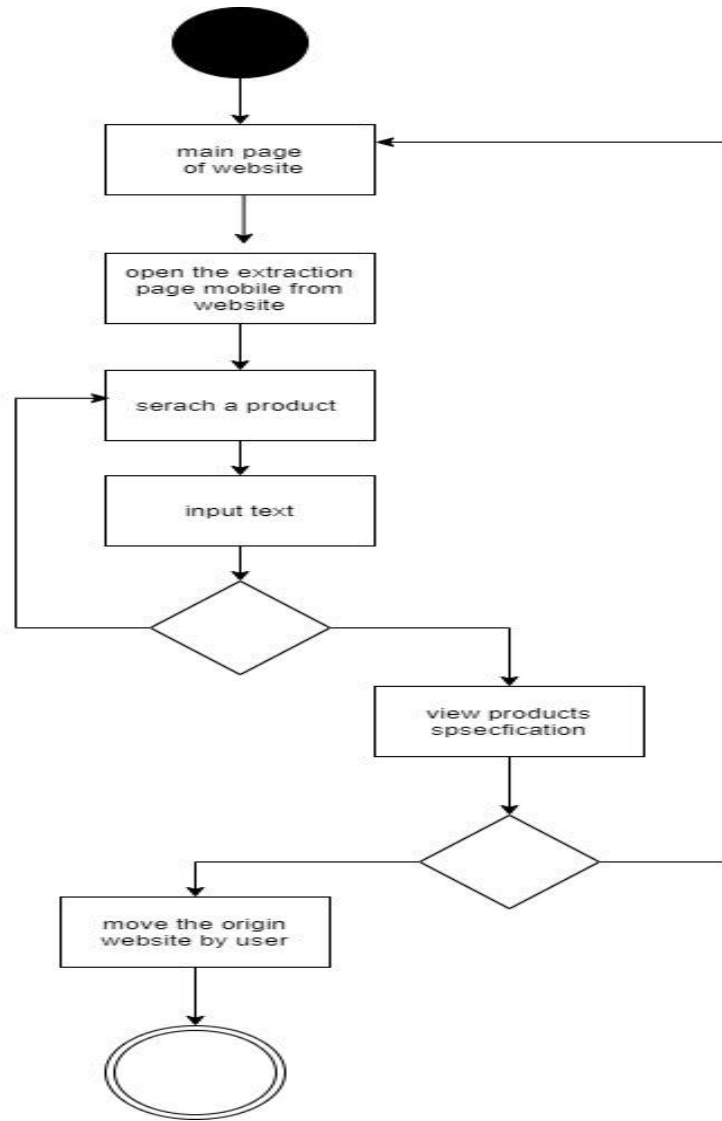 main page
of website
open the extraction
page mobile from
website
serach a product
input text
view products
spsecfication
move the origin
website by user